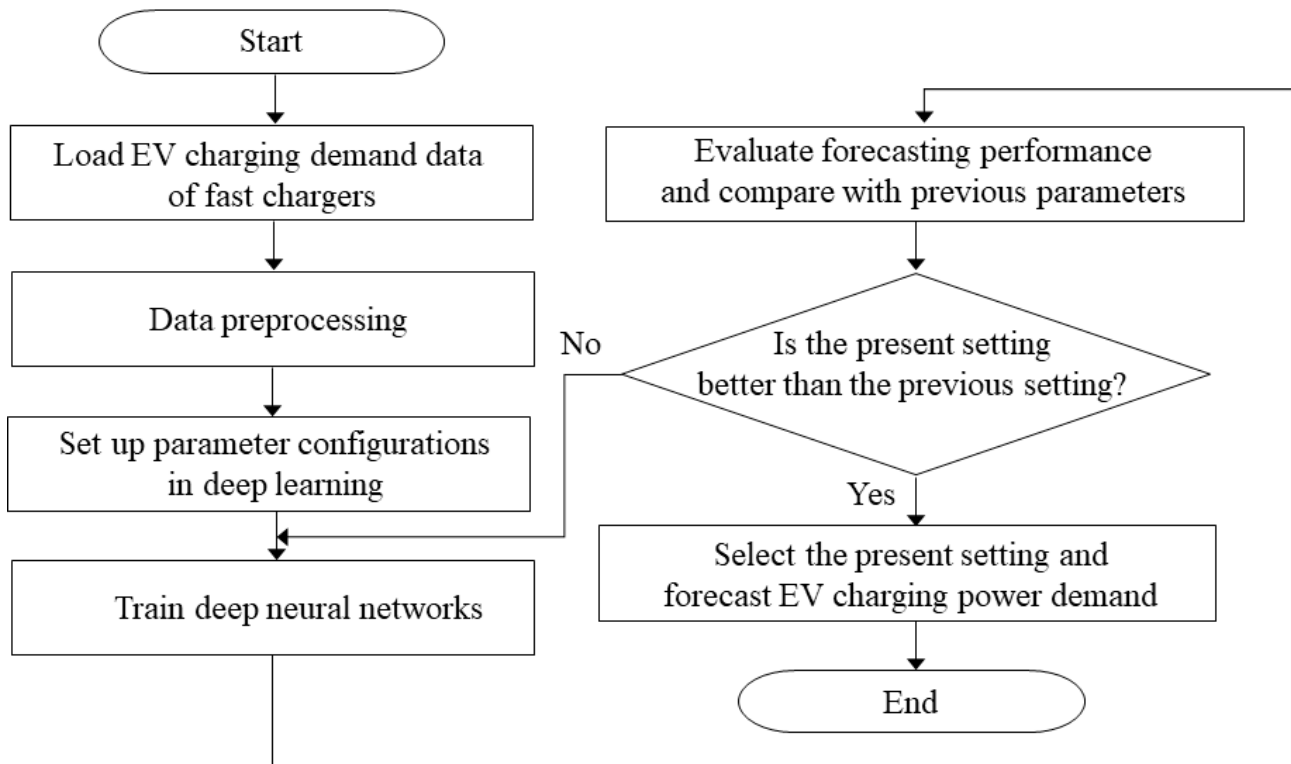 Start
Load EV charging demand data
of fast chargers
Data preprocessing
Set up parameter configurations
in deep learning
Train deep neural networks
Evaluate forecasting performance
and compare with previous parameters
Is the present setting
better than the previous setting?
No
Yes
Select the present setting and
forecast EV charging power demand
End